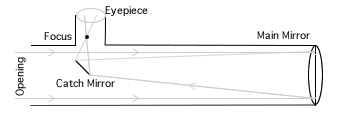 Eyepiece
Focus
Main Mirror
Opening
Catch Mirror